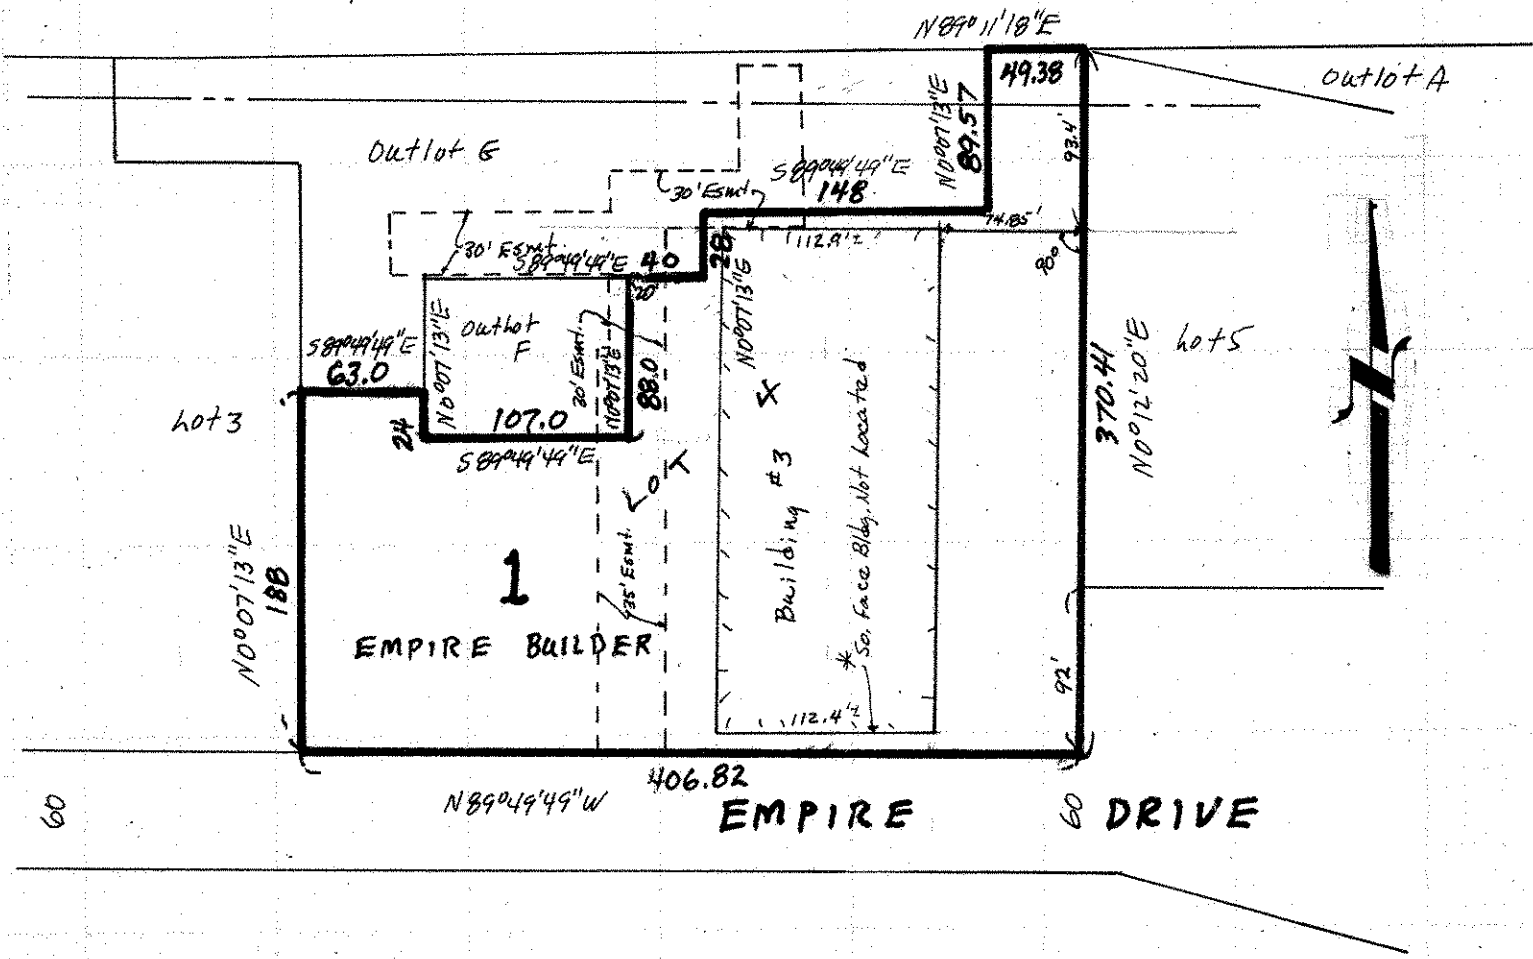 N89°11'18"E
49.38
Outlot A
N0°07'13"E
89.57
93.4'
Outlot G
S89°49'49"E
148
30' Esmt.
74.85'
112.9'±
90°
30' Esmt.
S89°49'49"E
40
28
20'
N0°07'13"E
Outlot
F
N0°07'13"E
30' Esmt.
N0°07'13"E
88.0
S89°49'49"E
63.0
Lot 3
24
107.0
S89°49'49"E
370.41
N0°12'20"E
Lot 5
LOT
4
Building #3
* So. Face Bldg. Not Located
N0°07'13"E
188
1
EMPIRE BUILDER
35' Esmt.
92'
112.4'±
406.82
N89°49'49"W
60
EMPIRE
60
DRIVE